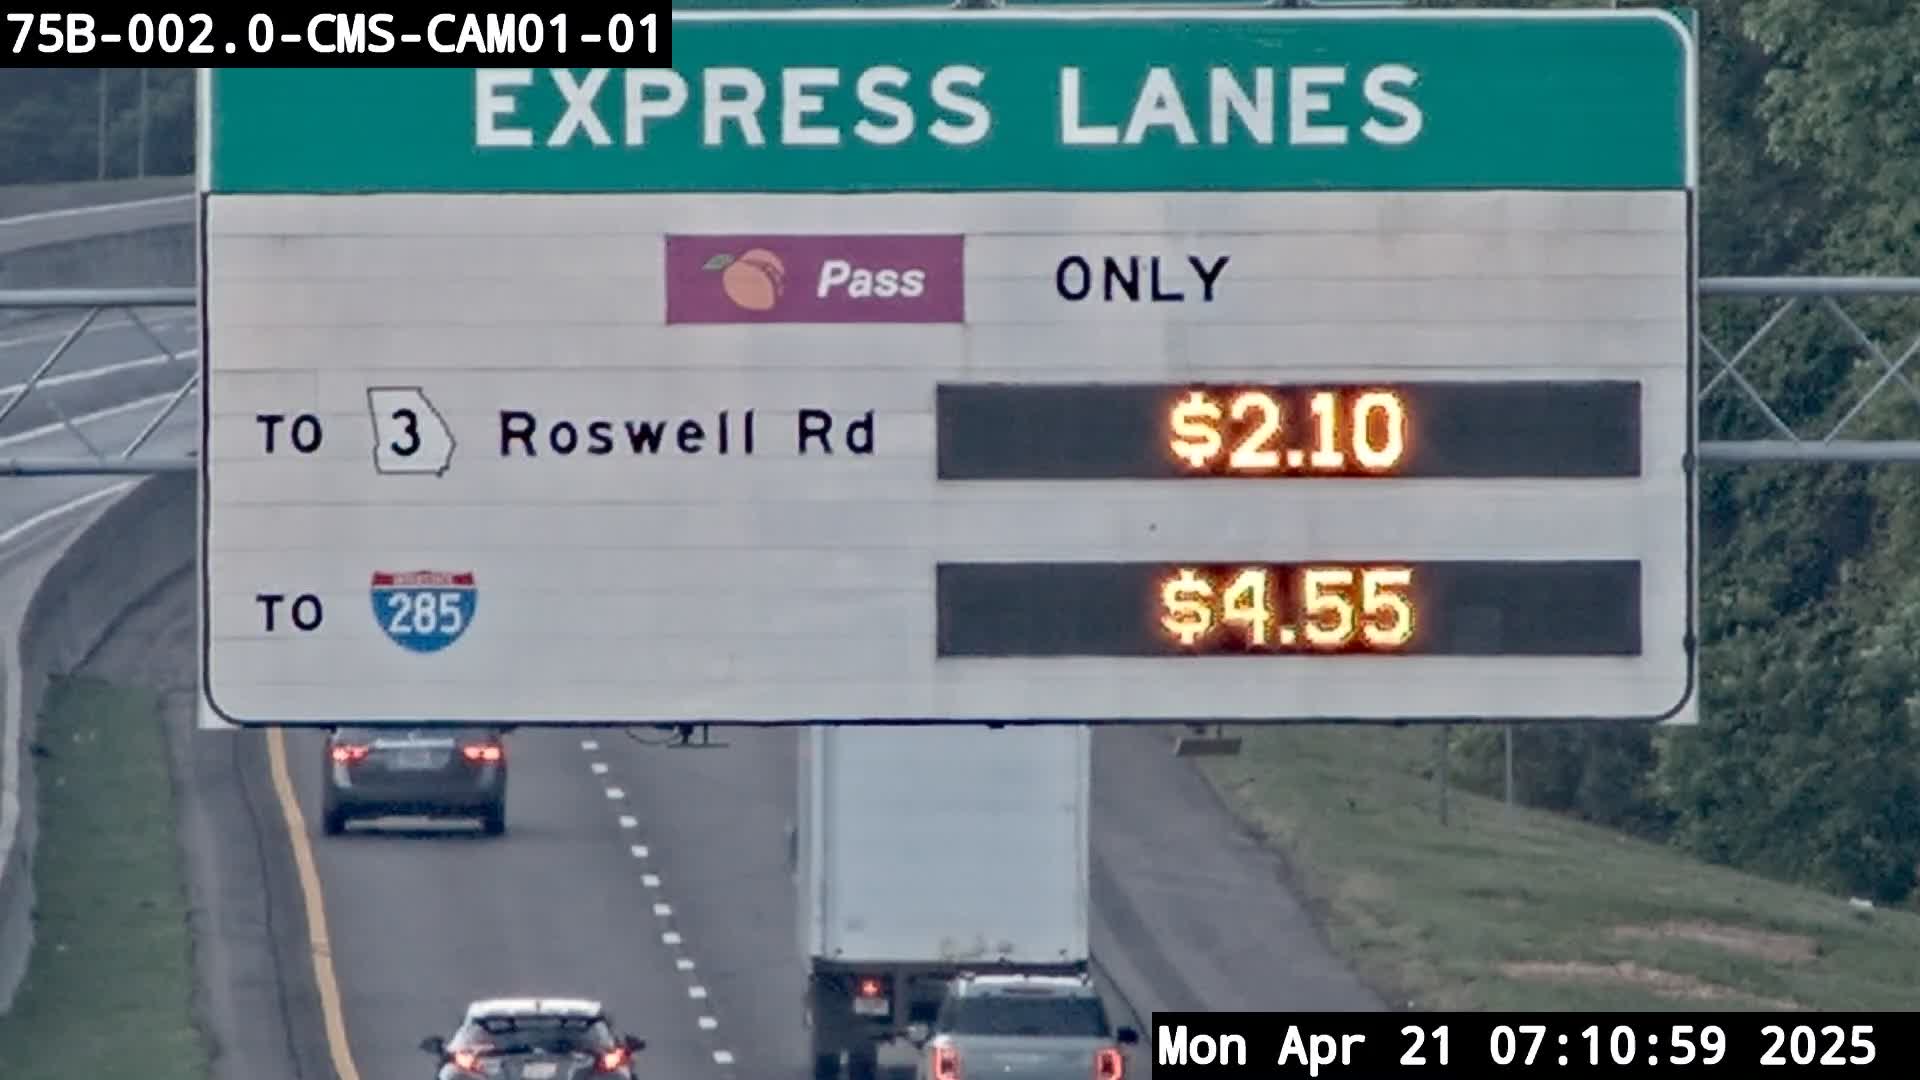 75B-002.0-CMS-CAM01-01
EXPRESS LANES
Pass ONLY
TO 3 Roswell Rd $2.10
TO 285 $4.55
Mon Apr 21 07:10:59 2025